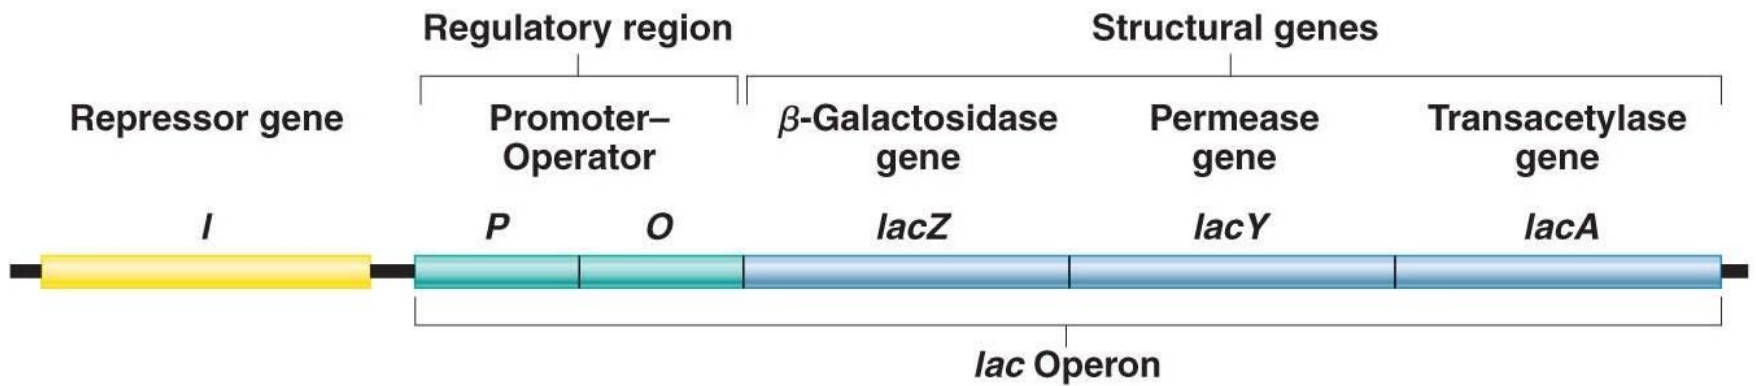 Regulatory region
Structural genes
Repressor gene
Promoter–
Operator
β-Galactosidase
gene
Permease
gene
Transacetylase
gene
I
P
O
lacZ
lacY
lacA
lac Operon